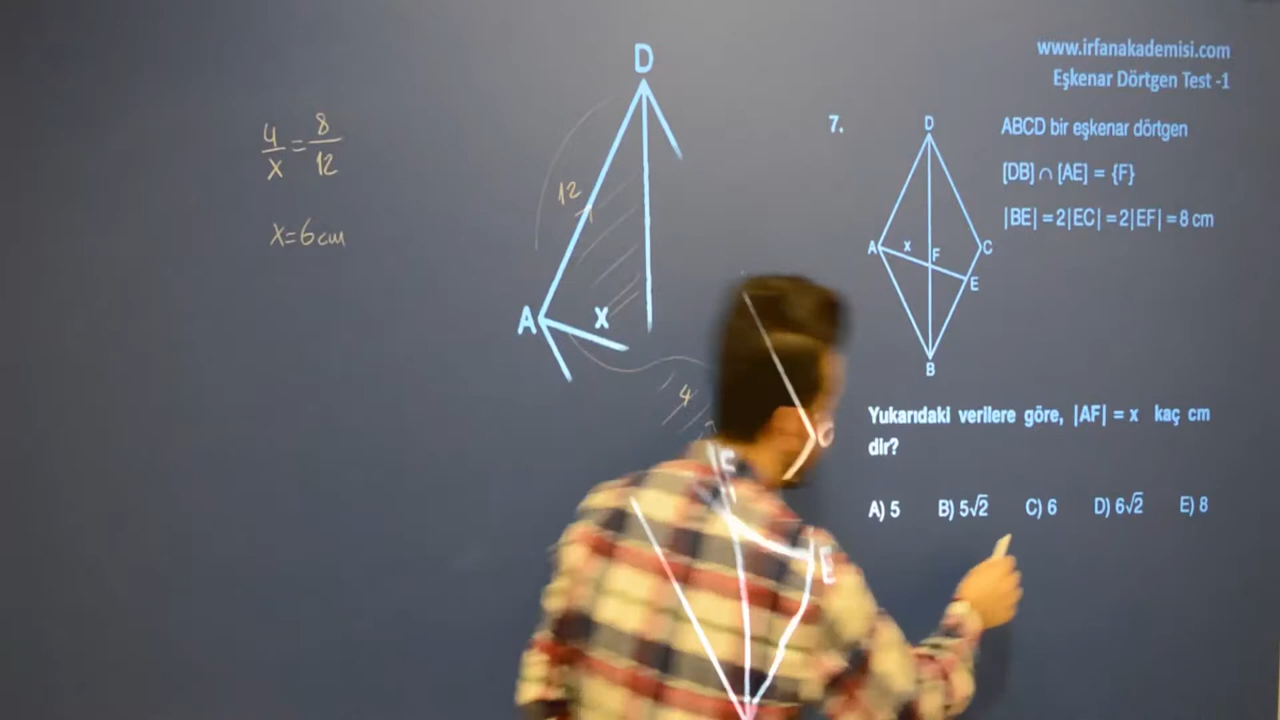 www.irfanakademisi.com
Eşkenar Dörtgen Test -1
7.
D
A
x
F
C
E
B
ABCD bir eşkenar dörtgen
[DB] ∩ [AE] = {F}
|BE| = 2|EC| = 2|EF| = 8 cm
Yukarıdaki verilere göre, |AF| = x kaç cm
dir?
A) 5 B) 5√2 C) 6 D) 6√2 E) 8
4/x = 8/12
x=6cm
D
12
A
x
4
E